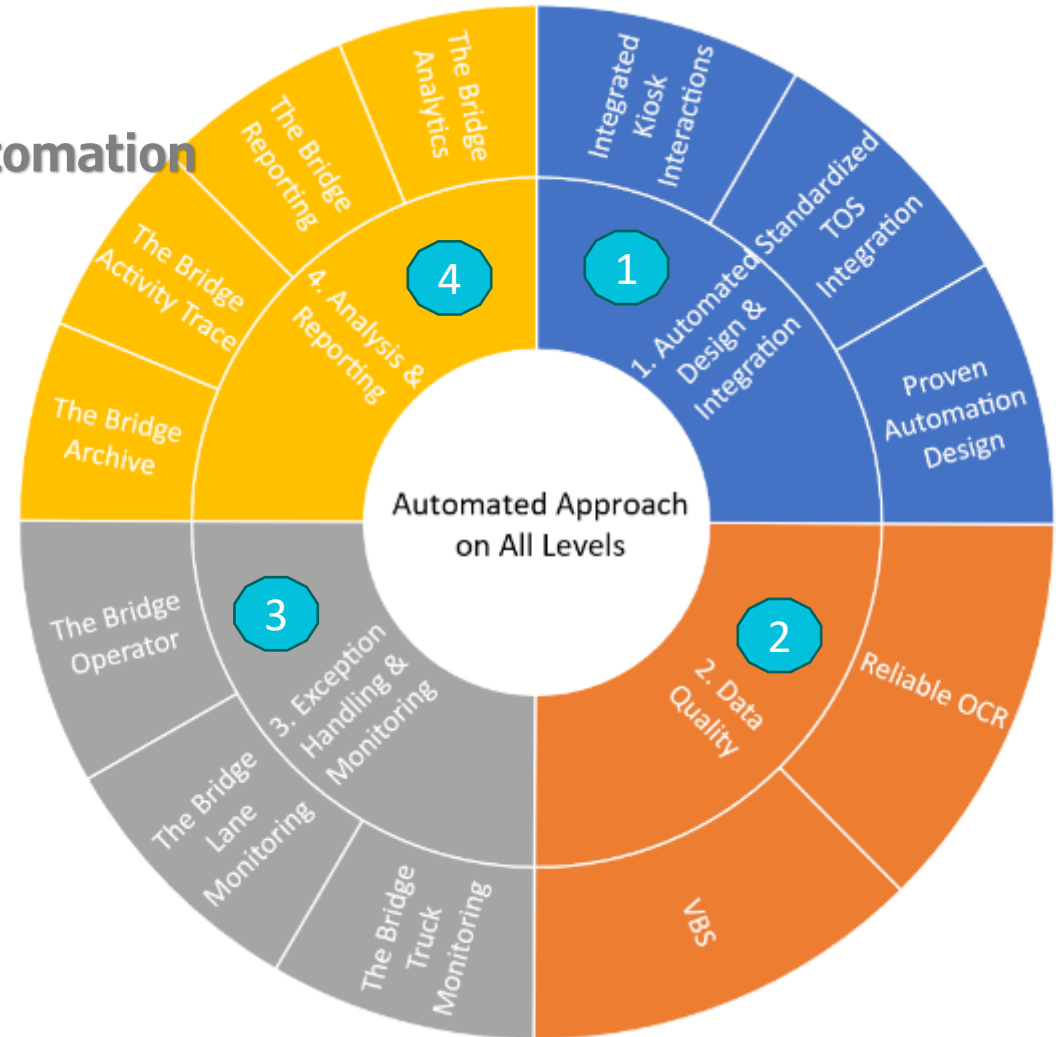 tomation
Integrated
Kiosk
Interactions
Standardized
TOS
Integration
Proven
Automation
Design
1
1. Automated
Design &
Integration
Reliable OCR
VBS
2
2. Data
Quality
The Bridge
Truck
Monitoring
The Bridge
Lane
Monitoring
The Bridge
Operator
3
3. Exception
Handling &
Monitoring
The Bridge
Archive
The Bridge
Activity Trace
The Bridge
Reporting
The Bridge
Analytics
4
4. Analysis &
Reporting
Automated Approach
on All Levels